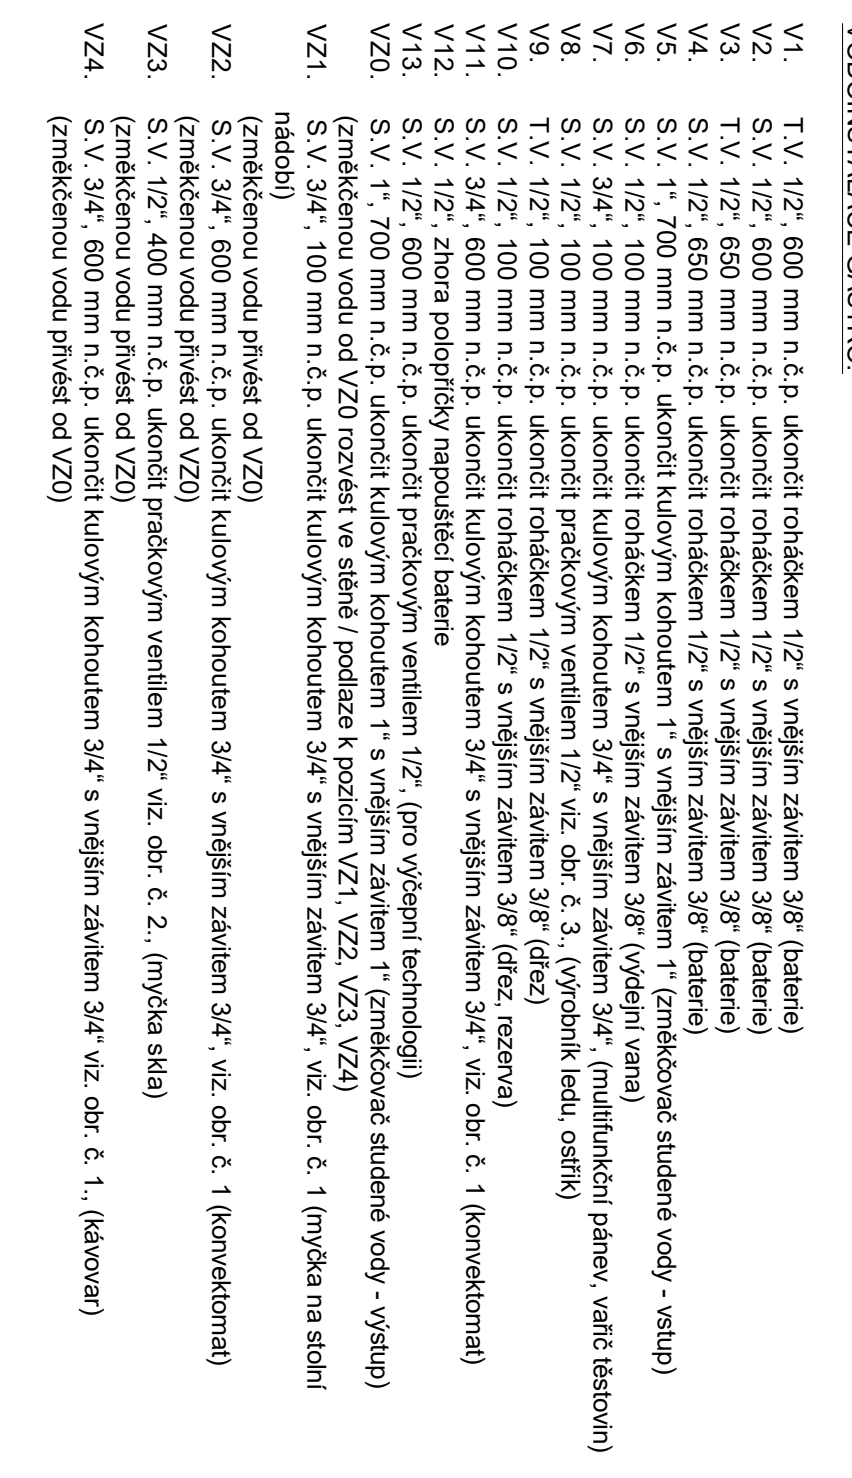 V1. T.V. 1/2“, 600 mm n.č.p. ukončit roháčkem 1/2“ s vnějším závitem 3/8“ (baterie)
V2. S.V. 1/2“, 600 mm n.č.p. ukončit roháčkem 1/2“ s vnějším závitem 3/8“ (baterie)
V3. T.V. 1/2“, 650 mm n.č.p. ukončit roháčkem 1/2“ s vnějším závitem 3/8“ (baterie)
V4. S.V. 1/2“, 650 mm n.č.p. ukončit roháčkem 1/2“ s vnějším závitem 3/8“ (baterie)
V5. S.V. 1“, 700 mm n.č.p. ukončit kulovým kohoutem 1“ s vnějším závitem 1“ (změkčovač studené vody - vstup)
V6. S.V. 1/2“, 100 mm n.č.p. ukončit roháčkem 1/2“ s vnějším závitem 3/8“ (výdejní vana)
V7. S.V. 3/4“, 100 mm n.č.p. ukončit kulovým kohoutem 3/4“ s vnějším závitem 3/4“, (multifunkční pánev, vařič těstovin)
V8. S.V. 1/2“, 100 mm n.č.p. ukončit pračkovým ventilem 1/2“ viz. obr. č. 3., (výrobník ledu, ostřik)
V9. T.V. 1/2“, 100 mm n.č.p. ukončit roháčkem 1/2“ s vnějším závitem 3/8“ (dřez)
V10. S.V. 1/2“, 100 mm n.č.p. ukončit roháčkem 1/2“ s vnějším závitem 3/8“ (dřez, rezerva)
V11. S.V. 3/4“, 600 mm n.č.p. ukončit kulovým kohoutem 3/4“ s vnějším závitem 3/4“, viz. obr. č. 1 (konvektomat)
V12. S.V. 1/2“, zhora polopříčky napouštěcí baterie
V13. S.V. 1/2“, 600 mm n.č.p. ukončit pračkovým ventilem 1/2“, (pro výčepní technologii)
VZ0. S.V. 1“, 700 mm n.č.p. ukončit kulovým kohoutem 1“ s vnějším závitem 1“ (změkčovač studené vody - výstup)
(změkčenou vodu od VZ0 rozvést ve stěně / podlaze k pozicím VZ1, VZ2, VZ3, VZ4)
VZ1. S.V. 3/4“, 100 mm n.č.p. ukončit kulovým kohoutem 3/4“ s vnějším závitem 3/4“, viz. obr. č. 1 (myčka na stolní
nádobí)
(změkčenou vodu přivést od VZ0)
VZ2. S.V. 3/4“, 600 mm n.č.p. ukončit kulovým kohoutem 3/4“ s vnějším závitem 3/4“, viz. obr. č. 1 (konvektomat)
(změkčenou vodu přivést od VZ0)
VZ3. S.V. 1/2“, 400 mm n.č.p. ukončit pračkovým ventilem 1/2“ viz. obr. č. 2., (myčka skla)
(změkčenou vodu přivést od VZ0)
VZ4. S.V. 3/4“, 600 mm n.č.p. ukončit kulovým kohoutem 3/4“ s vnějším závitem 3/4“ viz. obr. č. 1., (kávovar)
(změkčenou vodu přivést od VZ0)